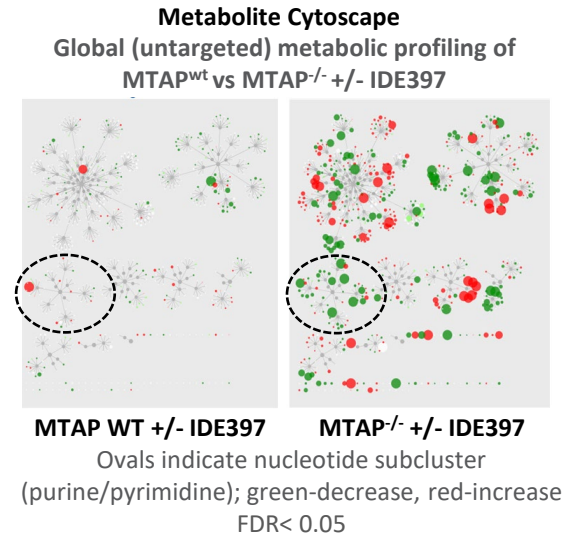 Metabolite Cytoscape
Global (untargeted) metabolic profiling of
MTAPwt vs MTAP-/- +/- IDE397
MTAP WT +/- IDE397
MTAP-/- +/- IDE397
Ovals indicate nucleotide subcluster
(purine/pyrimidine); green-decrease, red-increase
FDR< 0.05